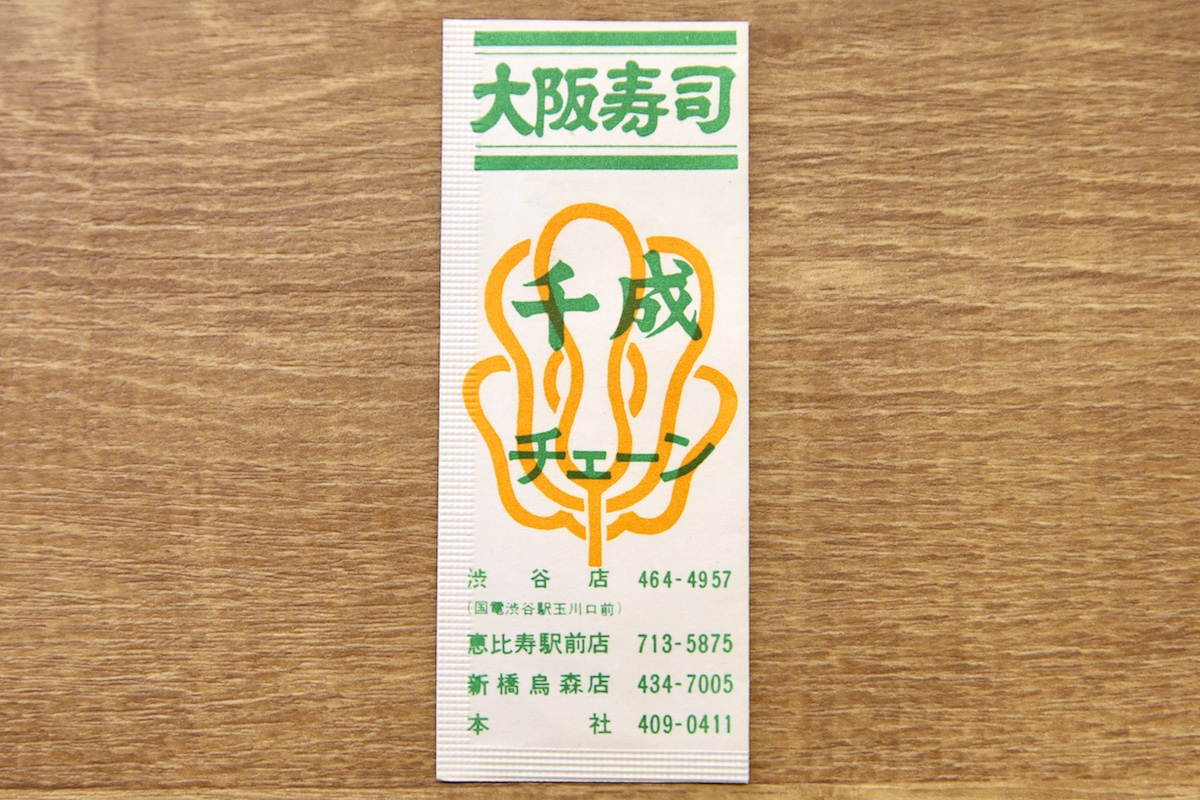 大阪寿司
千成
チェーン
渋谷店 464-4957
(国電渋谷駅玉川口前)
恵比寿駅前店 713-5875
新橋烏森店 434-7005
本社 409-0411